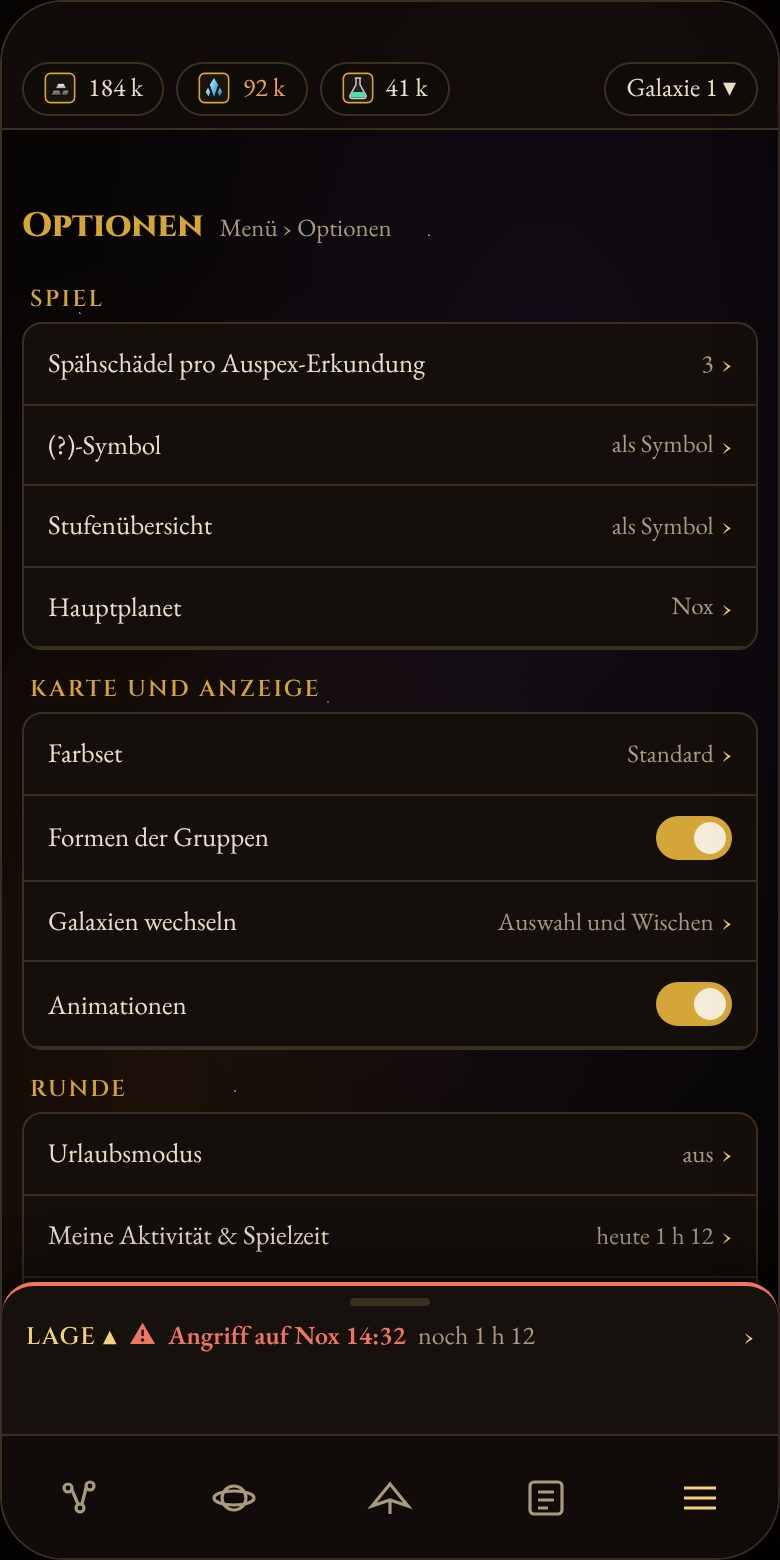 184 k 92 k 41 k Galaxie 1 ▼
OPTIONEN Menü › Optionen
SPIEL
Spähschädel pro Auspex-Erkundung 3 ›
(?)-Symbol als Symbol ›
Stufenübersicht als Symbol ›
Hauptplanet Nox ›
KARTE UND ANZEIGE
Farbset Standard ›
Formen der Gruppen
Galaxien wechseln Auswahl und Wischen ›
Animationen
RUNDE
Urlaubsmodus aus ›
Meine Aktivität & Spielzeit heute 1 h 12 ›
LAGE ▲ Angriff auf Nox 14:32 noch 1 h 12 ›